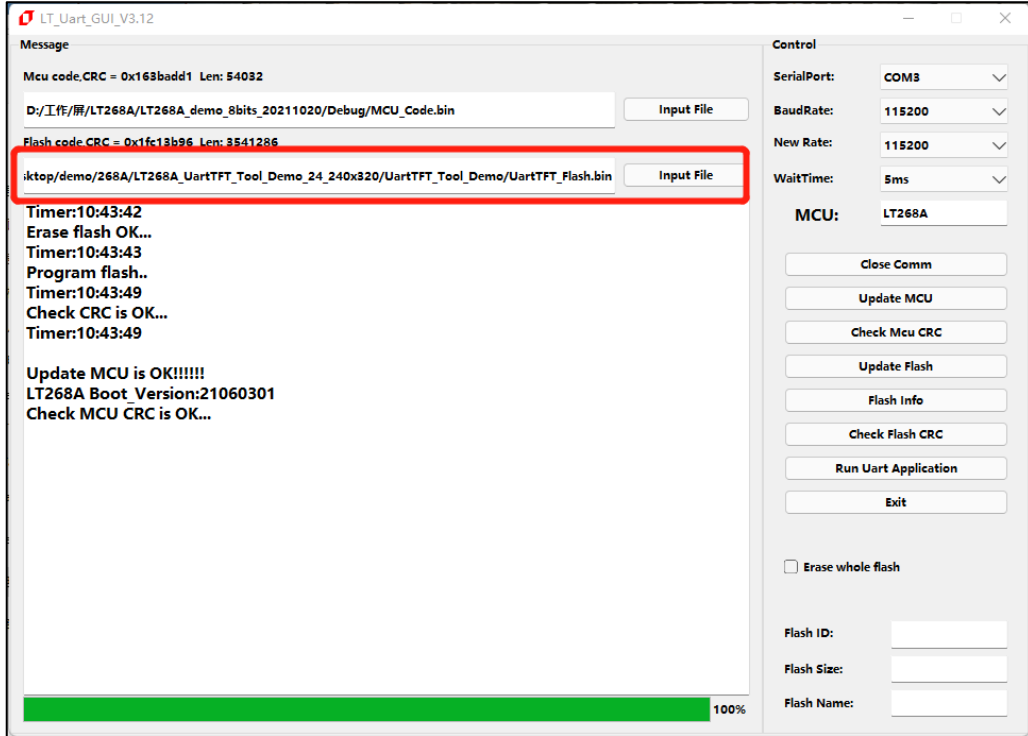 LT_Uart_GUI_V3.12
Message
Mcu code,CRC = 0x163badd1 Len: 54032
D:/工作/屏/LT268A/LT268A_demo_8bits_20211020/Debug/MCU_Code.bin
Input File
Flash code CRC = 0x1fc13b96 Len: 3541286
ktop/demo/268A/LT268A_UartTFT_Tool_Demo_24_240x320/UartTFT_Tool_Demo/UartTFT_Flash.bin
Input File
Timer:10:43:42
Erase flash OK...
Timer:10:43:43
Program flash..
Timer:10:43:49
Check CRC is OK...
Timer:10:43:49
Update MCU is OK!!!!!!
LT268A Boot_Version:21060301
Check MCU CRC is OK...
100%
Control
SerialPort:
COM3
BaudRate:
115200
New Rate:
115200
WaitTime:
5ms
MCU:
LT268A
Close Comm
Update MCU
Check Mcu CRC
Update Flash
Flash Info
Check Flash CRC
Run Uart Application
Exit
Erase whole flash
Flash ID:
Flash Size:
Flash Name: